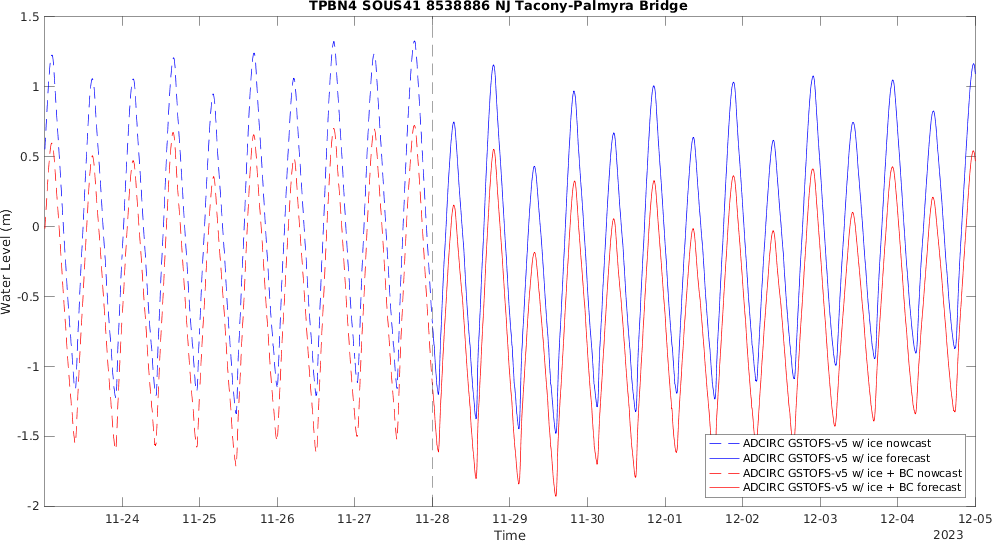 TPBN4 SOUS41 8538886 NJ Tacony-Palmyra Bridge
1.5
1
0.5
0
-0.5
-1
-1.5
-2
Water Level (m)
11-24 11-25 11-26 11-27 11-28 11-29 11-30 12-01 12-02 12-03 12-04 12-05
Time
2023
ADCIRC GSTOFS-v5 w/ ice nowcast
ADCIRC GSTOFS-v5 w/ ice forecast
ADCIRC GSTOFS-v5 w/ ice + BC nowcast
ADCIRC GSTOFS-v5 w/ ice + BC forecast